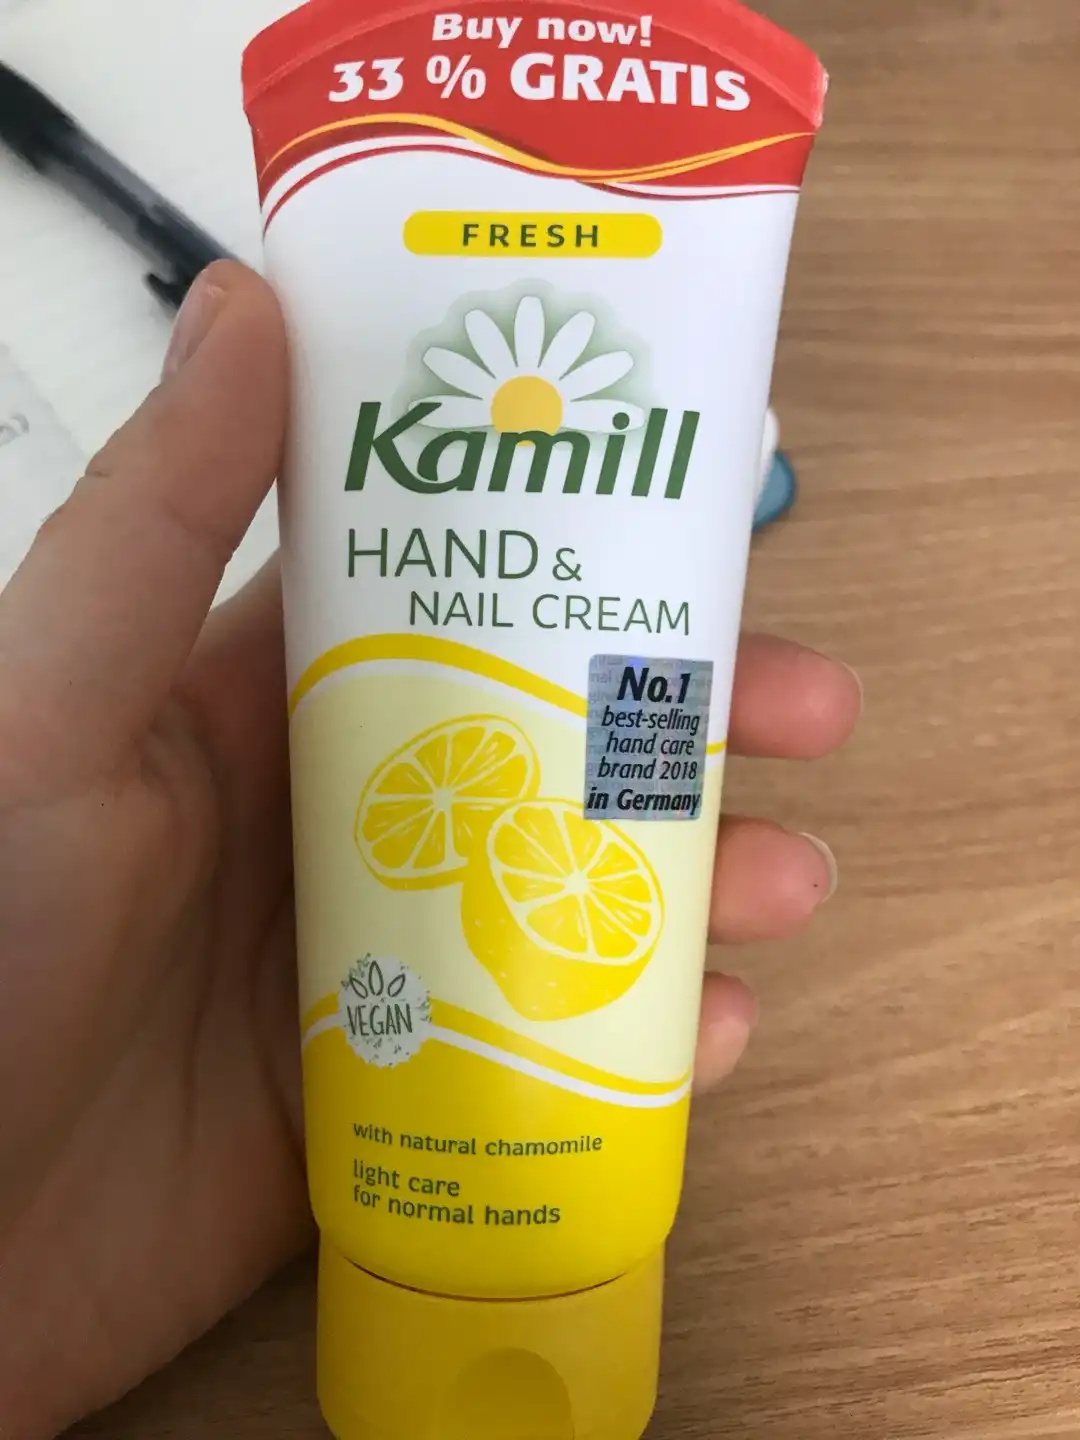 Buy now!
33 % GRATIS
FRESH
Kamill
HAND &
NAIL CREAM
No.1
best-selling
hand care
brand 2018
in Germany
VEGAN
with natural chamomile
light care
for normal hands